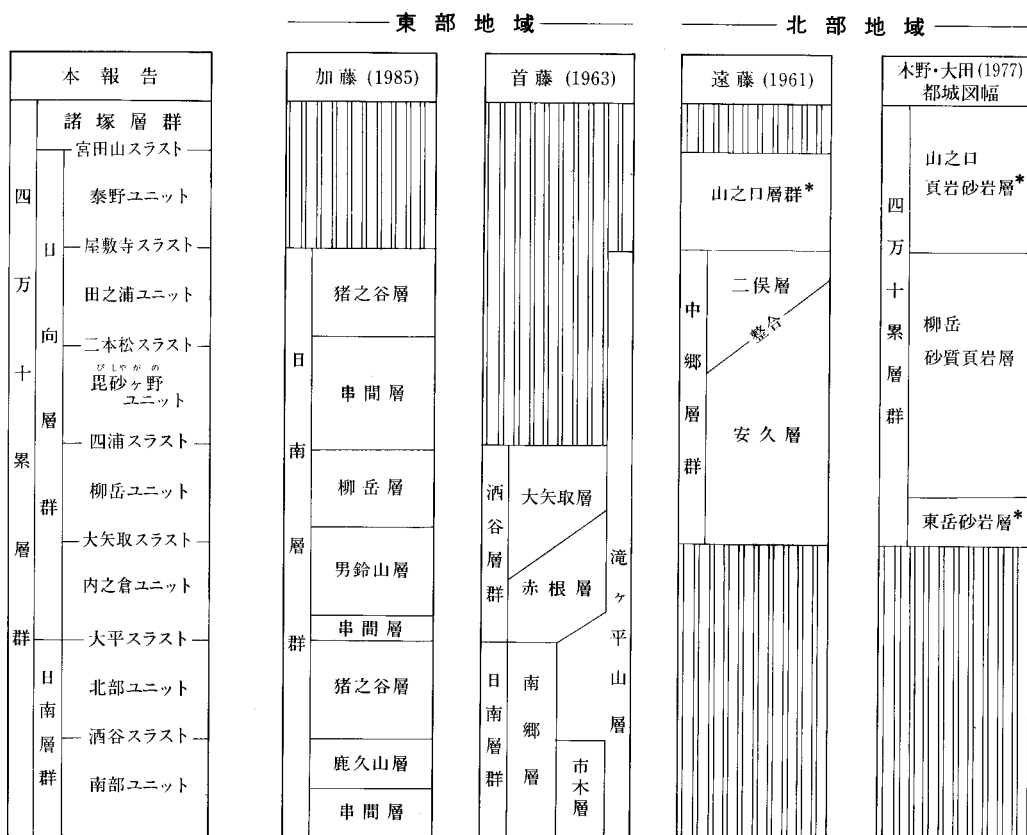 東部地域
北部地域
本報告
諸塚層群
宮田山スラスト
泰野ユニット
屋敷寺スラスト
田之浦ユニット
二本松スラスト
びしやがの
毘砂ヶ野
ユニット
四浦スラスト
柳岳ユニット
大矢取スラスト
内之倉ユニット
大平スラスト
北部ユニット
酒谷スラスト
南部ユニット
四万十累層群
日向層群
日南層群
加藤(1985)
日南層群
猪之谷層
串間層
柳岳層
男鈴山層
串間層
猪之谷層
鹿久山層
串間層
首藤(1963)
酒谷層群
大矢取層
赤根層
日南層群
南郷層
市木層
滝ヶ平山層
遠藤(1961)
山之口層群*
中郷層群
二俣層
整合
安久層
木野・大田(1977)
都城図幅
四万十累層群
山之口
頁岩砂岩層*
柳岳
砂質頁岩層
東岳砂岩層*